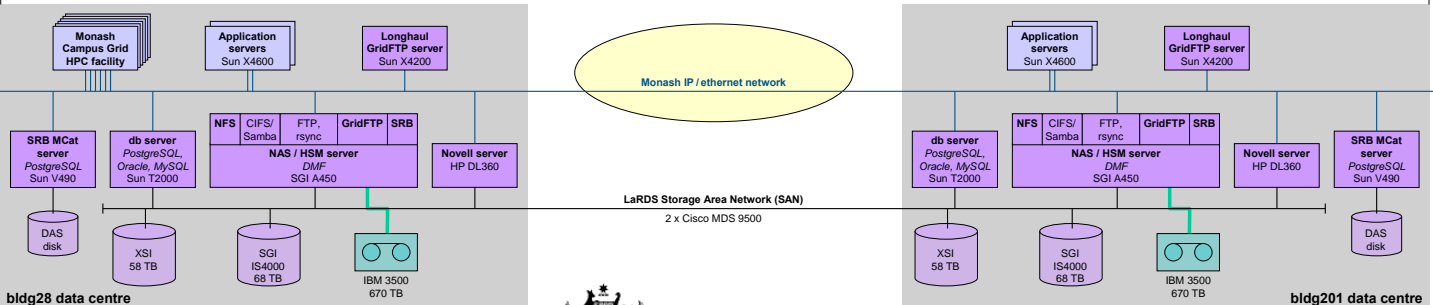 Monash
Campus Grid
HPC facility
Application
servers
Sun X4600
Longhaul
GridFTP server
Sun X4200
Application
servers
Sun X4600
Longhaul
GridFTP server
Sun X4200
Monash IP / ethernet network
SRB MCat
server
PostgreSQL
Sun V490
db server
PostgreSQL,
Oracle, MySQL
Sun T2000
NFS
CIFS/
Samba
FTP,
rsync
GridFTP
SRB
NAS / HSM server
DMF
SGI A450
Novell server
HP DL360
db server
PostgreSQL,
Oracle, MySQL
Sun T2000
NFS
CIFS/
Samba
FTP,
rsync
GridFTP
SRB
NAS / HSM server
DMF
SGI A450
Novell server
HP DL360
SRB MCat
server
PostgreSQL
Sun V490
LaRDS Storage Area Network (SAN)
2 x Cisco MDS 9500
DAS
disk
XSI
58 TB
SGI
IS4000
68 TB
IBM 3500
670 TB
XSI
58 TB
SGI
IS4000
68 TB
IBM 3500
670 TB
DAS
disk
bldg28 data centre
bldg201 data centre